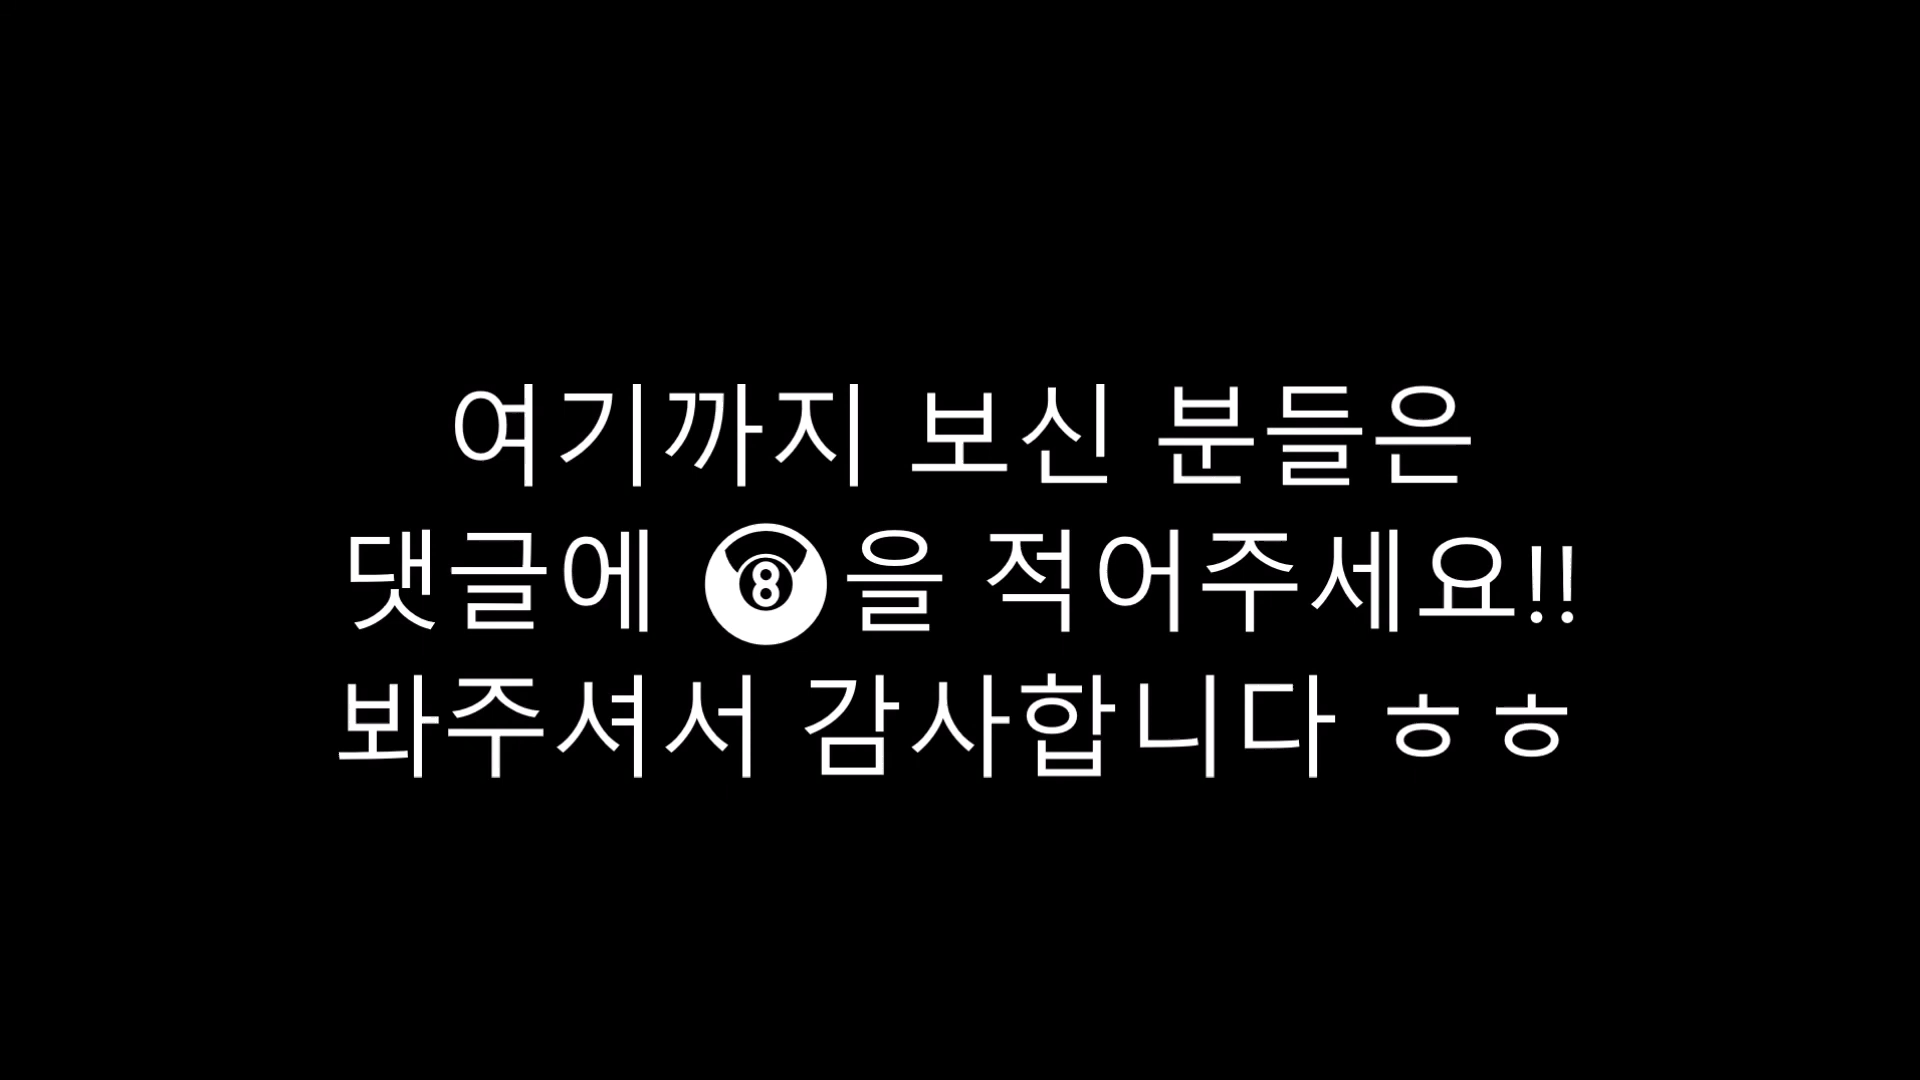 여기까지 보신 분들은
댓글에 🎱을 적어주세요!!
봐주셔서 감사합니다 ㅎㅎ